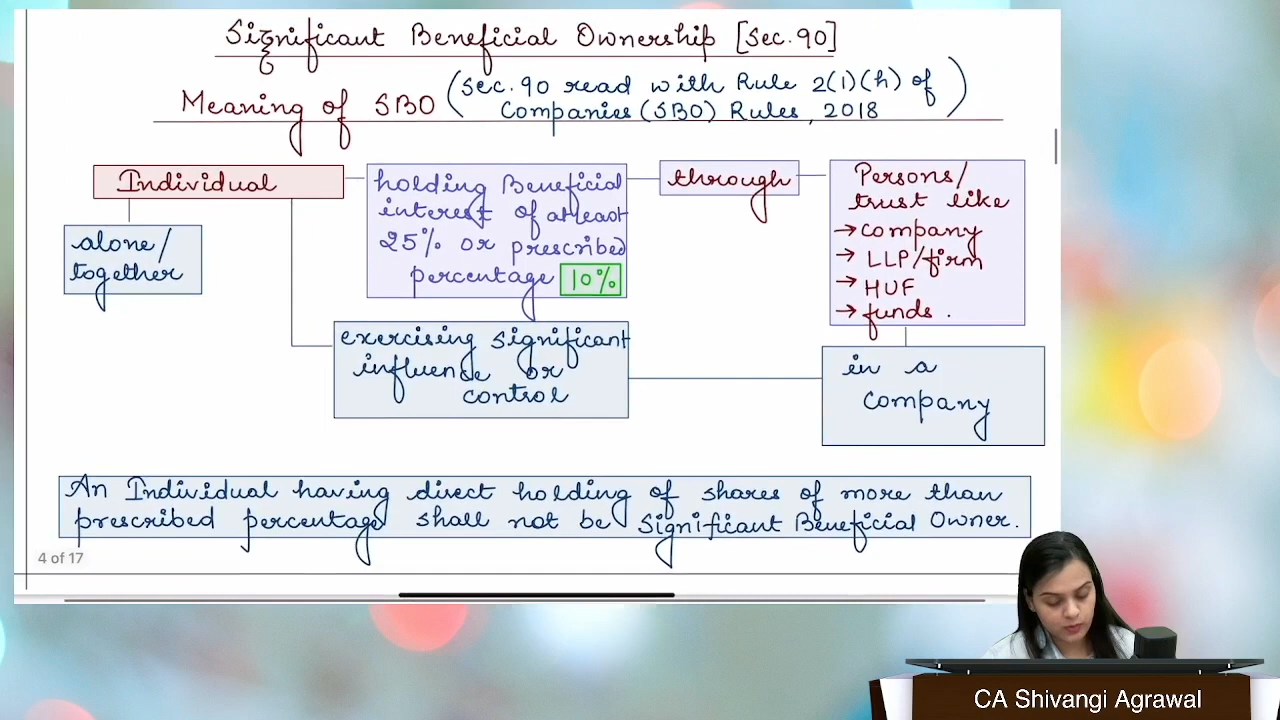 Significant Beneficial Ownership [Sec. 90]
Meaning of SBO (Sec. 90 read with Rule 2(1)(h) of
Companies (SBO) Rules, 2018)
Individual
alone/
together
holding Beneficial
interest of atleast
25% or prescribed
percentage 10%
through
Persons/
trust like
→ company
→ LLP/firm
→ HUF
→ funds.
exercising significant
influence or
control
in a
company
An Individual having direct holding of shares of more than
prescribed percentage shall not be Significant Beneficial Owner.
4 of 17
CA Shivangi Agrawal